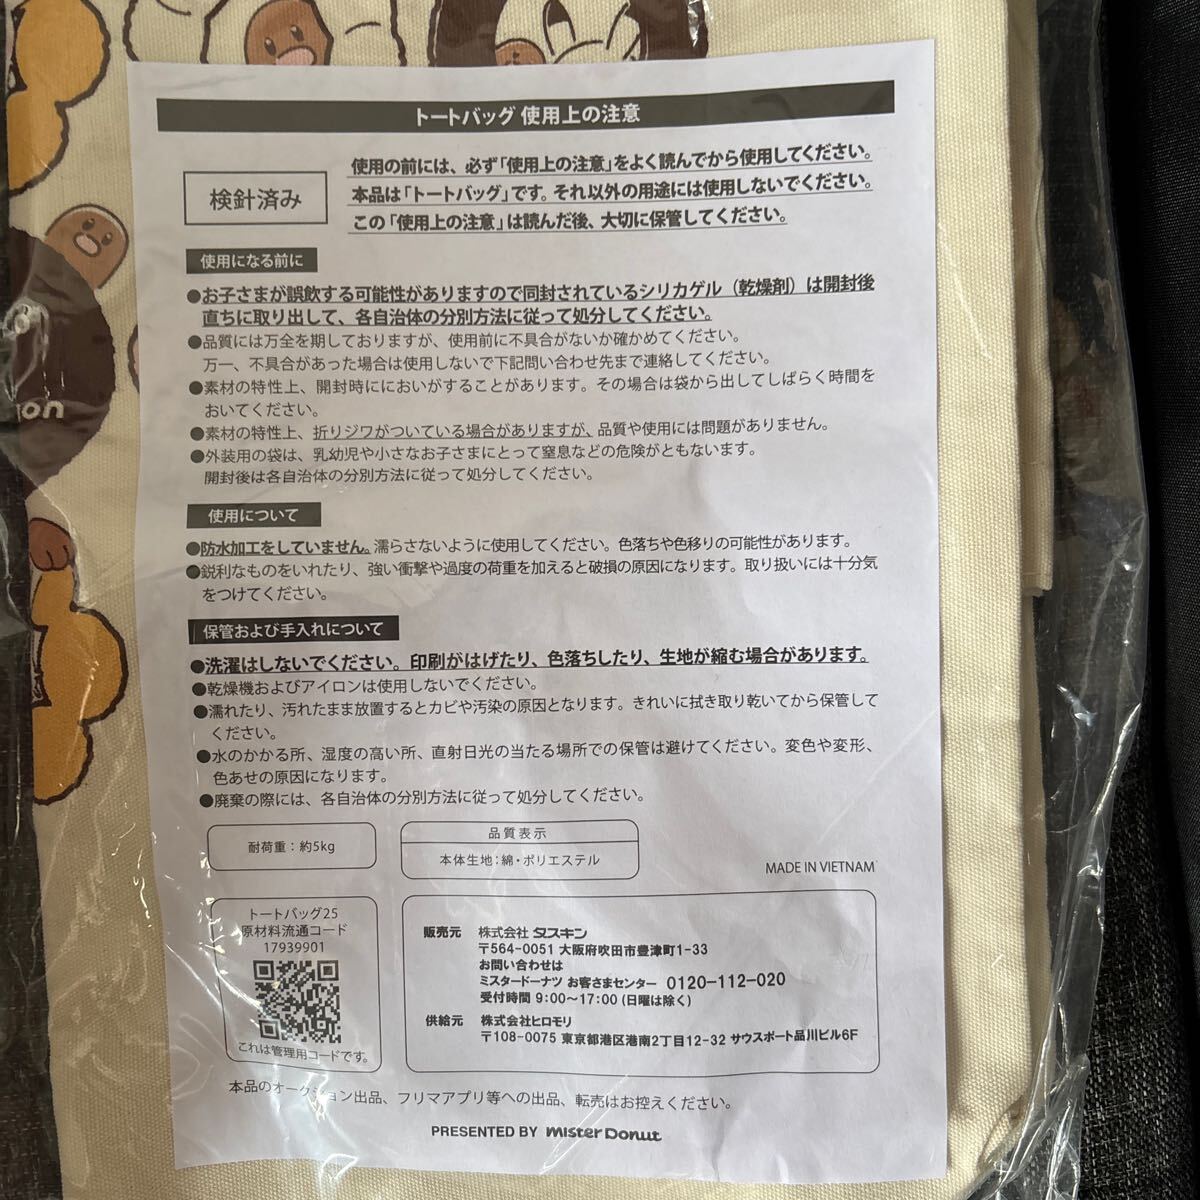 トートバッグ 使用上の注意
検針済み
使用の前には、必ず「使用上の注意」をよく読んでから使用してください。
本品は「トートバッグ」です。それ以外の用途には使用しないでください。
この「使用上の注意」は読んだ後、大切に保管してください。
使用になる前に
●お子さまが誤飲する可能性がありますので同封されているシリカゲル（乾燥剤）は開封後
直ちに取り出して、各自治体の分別方法に従って処分してください。
●品質には万全を期しておりますが、使用前に不具合がないか確かめてください。
万一、不具合があった場合は使用しないで下記問い合わせ先まで連絡してください。
●素材の特性上、開封時ににおいがすることがあります。その場合は袋から出してしばらく時間を
おいてください。
●素材の特性上、折りジワがついている場合がありますが、品質や使用には問題がありません。
●外装用の袋は、乳幼児や小さなお子さまにとって窒息などの危険がともないます。
開封後は各自治体の分別方法に従って処分してください。
gon
使用について
●防水加工をしていません。濡らさないように使用してください。色落ちや色移りの可能性があります。
●鋭利なものをいれたり、強い衝撃や過度の荷重を加えると破損の原因になります。取り扱いには十分気
をつけてください。
保管および手入れについて
●洗濯はしないでください。印刷がはげたり、色落ちしたり、生地が縮む場合があります。
●乾燥機およびアイロンは使用しないでください。
●濡れたり、汚れたまま放置するとカビや汚染の原因となります。きれいに拭き取り乾いてから保管して
ください。
●水のかかる所、湿度の高い所、直射日光の当たる場所での保管は避けてください。変色や変形、
色あせの原因になります。
●廃棄の際には、各自治体の分別方法に従って処分してください。
耐荷重：約5kg
品質表示
本体生地：綿・ポリエステル
MADE IN VIETNAM
トートバッグ25
原材料流通コード
17939901
これは管理用コードです。
販売元 株式会社 ダスキン
〒564-0051 大阪府吹田市豊津町1-33
お問い合わせは
ミスタードーナツ お客さまセンター 0120-112-020
受付時間 9:00～17:00 (日曜は除く)
供給元 株式会社ヒロモリ
〒108-0075 東京都港区港南2丁目12-32 サウスポート品川ビル6F
本品のオークション出品、フリマアプリ等への出品、転売はお控えください。
PRESENTED BY mister Donut